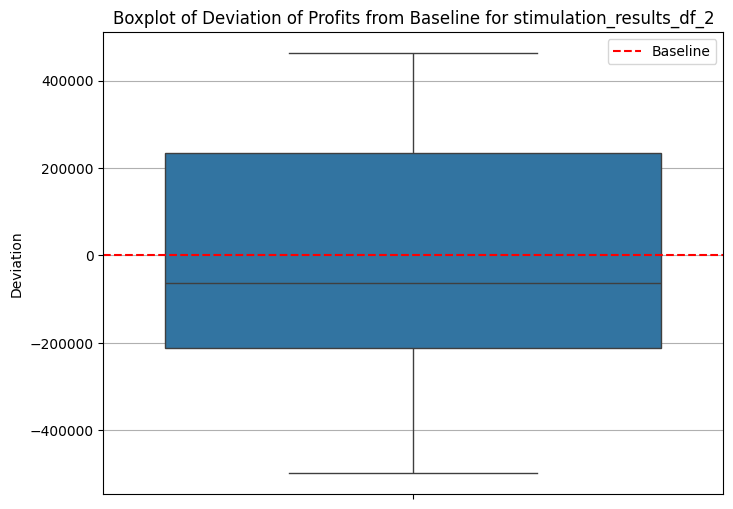 Boxplot of Deviation of Profits from Baseline for stimulation_results_df_2
Baseline
400000
200000
0
−200000
−400000
Deviation